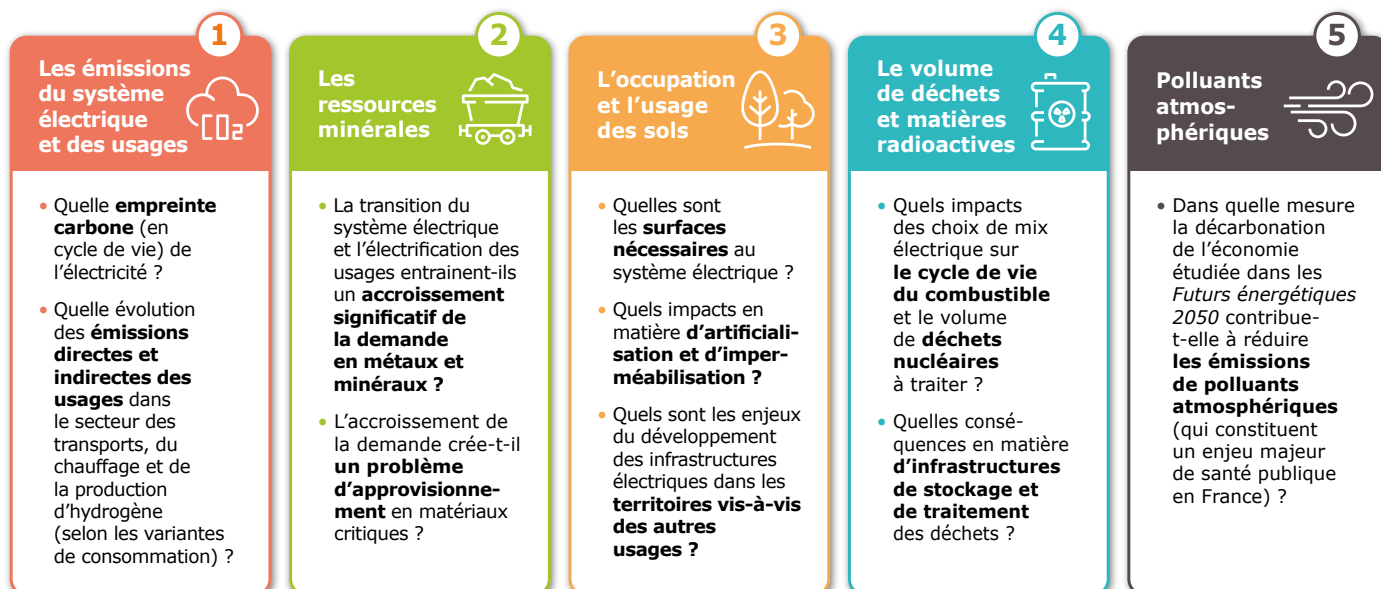 1
Les émissions
du système
électrique
et des usages
CO2
• Quelle empreinte
carbone (en
cycle de vie) de
l'électricité ?
• Quelle évolution
des émissions
directes et
indirectes des
usages dans
le secteur des
transports, du
chauffage et de
la production
d'hydrogène
(selon les variantes
de consommation) ?
2
Les
ressources
minérales
• La transition du
système électrique
et l'électrification des
usages entrainent-ils
un accroissement
significatif de
la demande
en métaux et
minéraux ?
• L'accroissement de
la demande crée-t-il
un problème
d'approvisionne-
ment en matériaux
critiques ?
3
L'occupation
et l'usage
des sols
• Quelles sont
les surfaces
nécessaires au
système électrique ?
• Quels impacts en
matière d'artificiali-
sation et d'imper-
méabilisation ?
• Quels sont les enjeux
du développement
des infrastructures
électriques dans les
territoires vis-à-vis
des autres
usages ?
4
Le volume
de déchets
et matières
radioactives
• Quels impacts
des choix de mix
électrique sur
le cycle de vie
du combustible
et le volume
de déchets
nucléaires
à traiter ?
• Quelles consé-
quences en matière
d'infrastructures
de stockage et
de traitement
des déchets ?
5
Polluants
atmos-
phériques
• Dans quelle mesure
la décarbonation
de l'économie
étudiée dans les
Futurs énergétiques
2050 contribue-
t-elle à réduire
les émissions
de polluants
atmosphériques
(qui constituent
un enjeu majeur
de santé publique
en France) ?